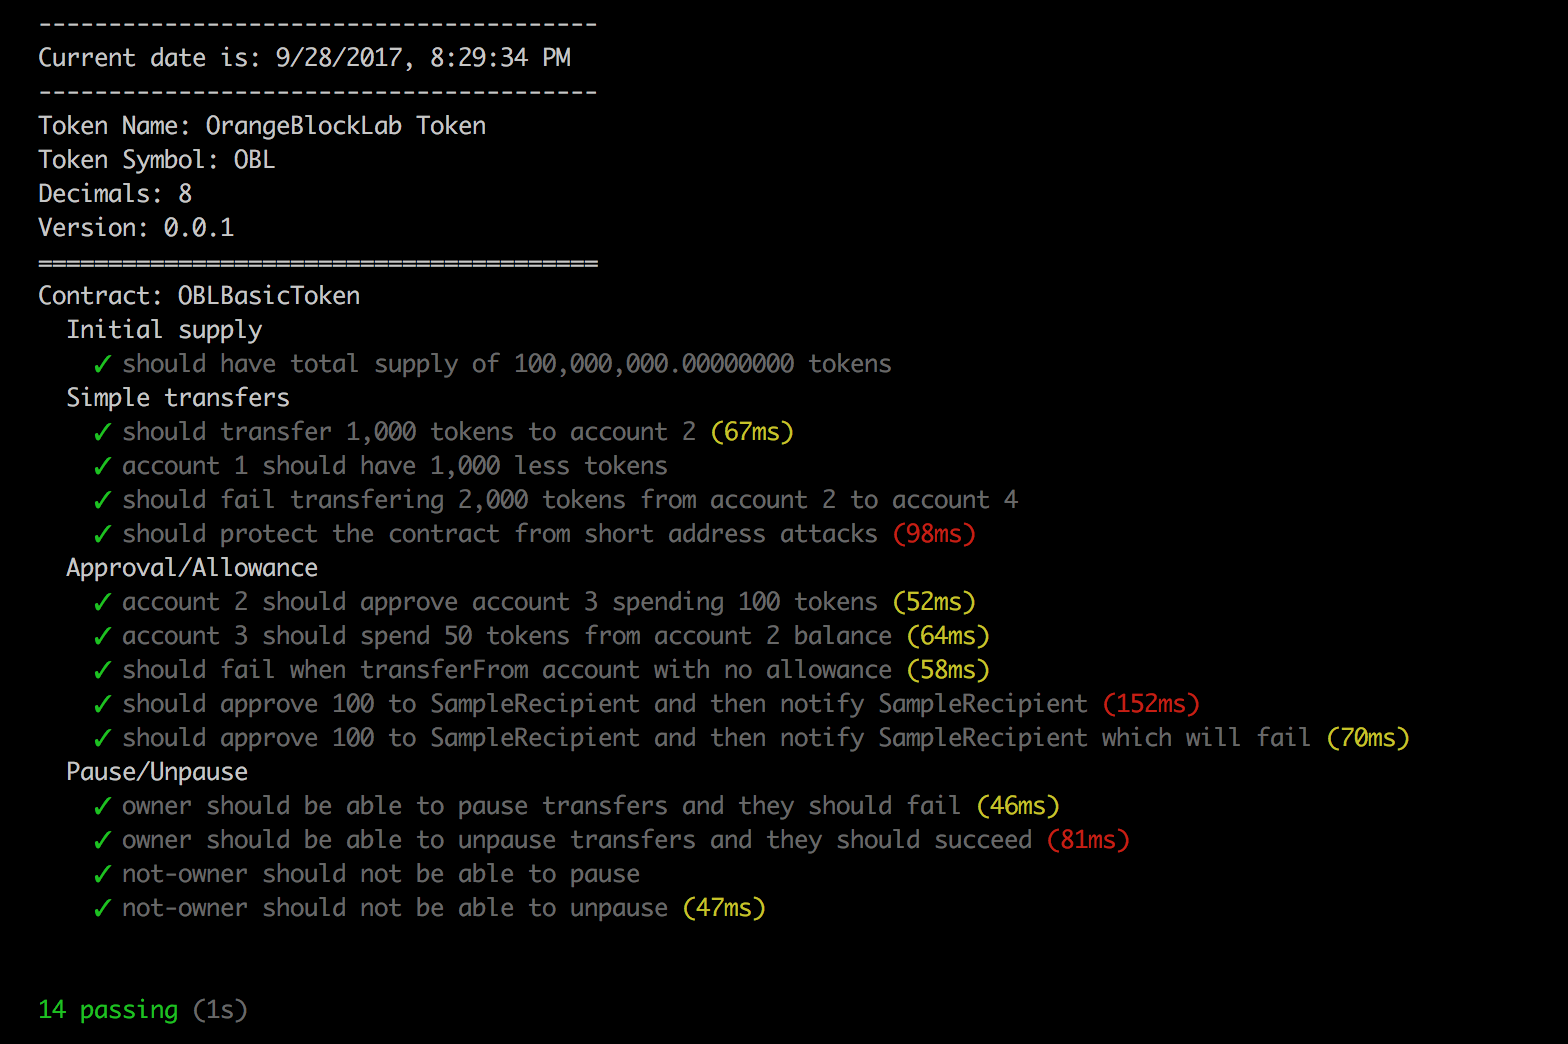 ----------------------------------------
Current date is: 9/28/2017, 8:29:34 PM
----------------------------------------
Token Name: OrangeBlockLab Token
Token Symbol: OBL
Decimals: 8
Version: 0.0.1
========================================
Contract: OBLBasicToken
Initial supply
✓ should have total supply of 100,000,000.00000000 tokens
Simple transfers
✓ should transfer 1,000 tokens to account 2 (67ms)
✓ account 1 should have 1,000 less tokens
✓ should fail transfering 2,000 tokens from account 2 to account 4
✓ should protect the contract from short address attacks (98ms)
Approval/Allowance
✓ account 2 should approve account 3 spending 100 tokens (52ms)
✓ account 3 should spend 50 tokens from account 2 balance (64ms)
✓ should fail when transferFrom account with no allowance (58ms)
✓ should approve 100 to SampleRecipient and then notify SampleRecipient (152ms)
✓ should approve 100 to SampleRecipient and then notify SampleRecipient which will fail (70ms)
Pause/Unpause
✓ owner should be able to pause transfers and they should fail (46ms)
✓ owner should be able to unpause transfers and they should succeed (81ms)
✓ not-owner should not be able to pause
✓ not-owner should not be able to unpause (47ms)
14 passing (1s)